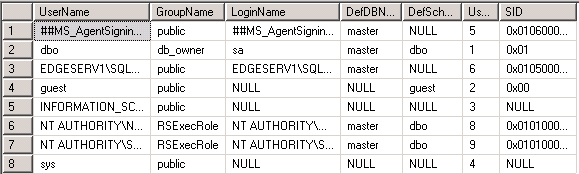 UserName GroupName LoginName DefDBN... DefSch... Us... SID
1 ##MS_AgentSignin... public ##MS_AgentSignin... master NULL 5 0x0106000...
2 dbo db_owner sa master dbo 1 0x01
3 EDGESERV1\SQL... public EDGESERV1\SQL... master NULL 6 0x0105000...
4 guest public NULL NULL guest 2 0x00
5 INFORMATION_SC... public NULL NULL NULL 3 NULL
6 NT AUTHORITY\N... RSExecRole NT AUTHORITY\N... master dbo 8 0x0101000...
7 NT AUTHORITY\S... RSExecRole NT AUTHORITY\S... master dbo 9 0x0101000...
8 sys public NULL NULL NULL 4 NULL